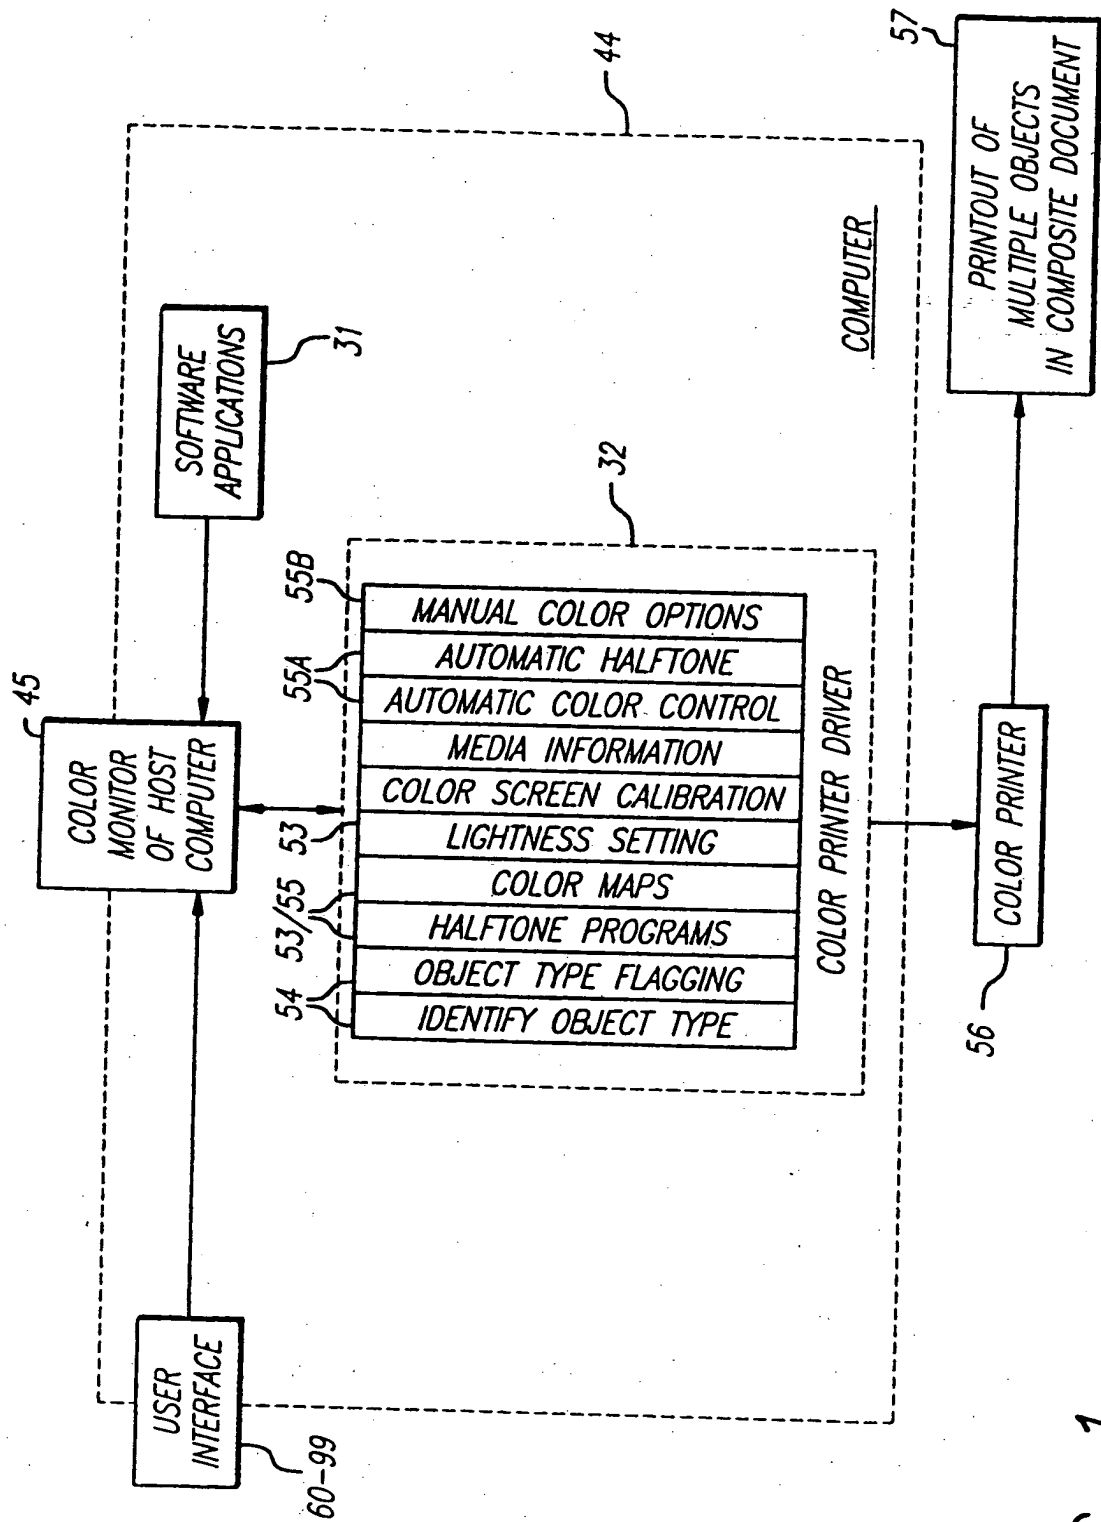 60-99
USER
INTERFACE
45
COLOR
MONITOR
OF HOST
COMPUTER
SOFTWARE
APPLICATIONS
31
44
54
53/55
53
55A
55B
32
IDENTIFY OBJECT TYPE
OBJECT TYPE FLAGGING
HALFTONE PROGRAMS
COLOR MAPS
LIGHTNESS SETTING
COLOR SCREEN CALIBRATION
MEDIA INFORMATION
AUTOMATIC COLOR CONTROL
AUTOMATIC HALFTONE
MANUAL COLOR OPTIONS
COLOR PRINTER DRIVER
COMPUTER
56
COLOR PRINTER
57
PRINTOUT OF
MULTIPLE OBJECTS
IN COMPOSITE DOCUMENT
1